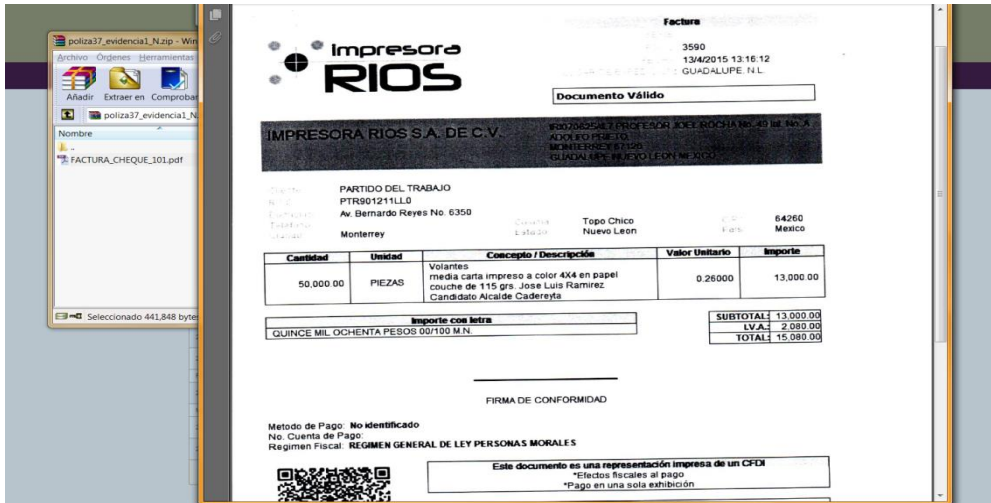 poliza37_evidencia1_N.zip - Win
Archivo Órdenes Herramientas
Añadir Extraer en Comprobar
poliza37_evidencia1_N.
Nombre
..
FACTURA_CHEQUE_101.pdf
Seleccionado 441,848 bytes
Factura
3590
13/4/2015 13:16:12
GUADALUPE. N.L.
impresora
RIOS
Documento Válido
IMPRESORA RIOS S.A. DE C.V.
PROFESOR JOEL ROCHA No. 49 Int. No. A
ADOLFO PRIETO
MONTERREY 67120
GUADALUPE NUEVO LEON MEXICO
PARTIDO DEL TRABAJO
PTR901211LL0
Av. Bernardo Reyes No. 6350
Topo Chico
64260
Monterrey
Estado
Nuevo Leon
País
Mexico
Cantidad Unidad Concepto / Descripción Valor Unitario Importe
50,000.00 PIEZAS Volantes 0.26000 13,000.00
media carta impreso a color 4X4 en papel
couche de 115 grs. Jose Luis Ramirez
Candidato Alcalde Cadereyta
Importe con letra
QUINCE MIL OCHENTA PESOS 00/100 M.N.
SUBTOTAL: 13,000.00
I.V.A.: 2,080.00
TOTAL: 15,080.00
FIRMA DE CONFORMIDAD
Metodo de Pago: No identificado
No. Cuenta de Pago:
Regimen Fiscal: REGIMEN GENERAL DE LEY PERSONAS MORALES
Este documento es una representación impresa de un CFDI
*Efectos fiscales al pago
*Pago en una sola exhibición